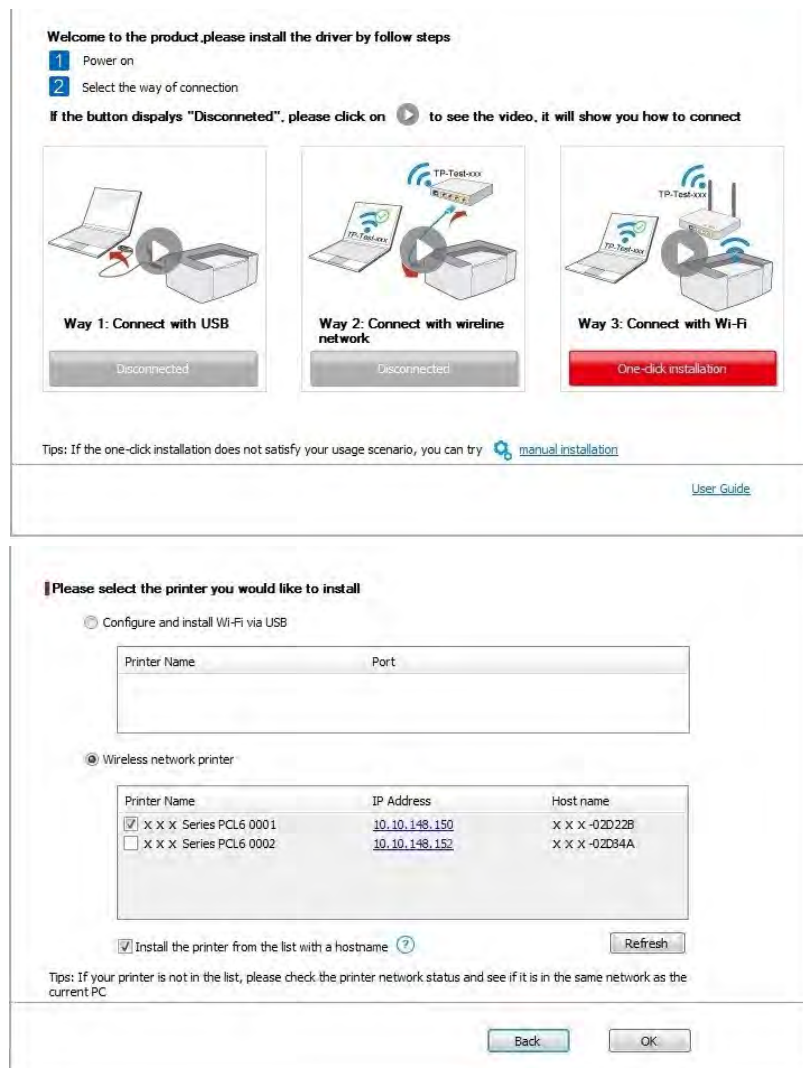 Welcome to the product,please install the driver by follow steps
1 Power on
2 Select the way of connection
If the button dispalys "Disconneted", please click on to see the video, it will show you how to connect
TP-Test-xxx
TP-Test-xxx
TP-Test-xxx
TP-Test-xxx
Way 1: Connect with USB
Way 2: Connect with wireline
network
Way 3: Connect with Wi-Fi
Disconnected
Disconnected
One-click installation
Tips: If the one-click installation does not satisfy your usage scenario, you can try manual installation
User Guide
Please select the printer you would like to install
Configure and install Wi-Fi via USB
Printer Name Port
Wireless network printer
Printer Name IP Address Host name
X X X Series PCL6 0001 10.10.148.150 X X X -02D22B
X X X Series PCL6 0002 10.10.148.152 X X X -02D34A
Install the printer from the list with a hostname ?
Refresh
Tips: If your printer is not in the list, please check the printer network status and see if it is in the same network as the
current PC
Back OK